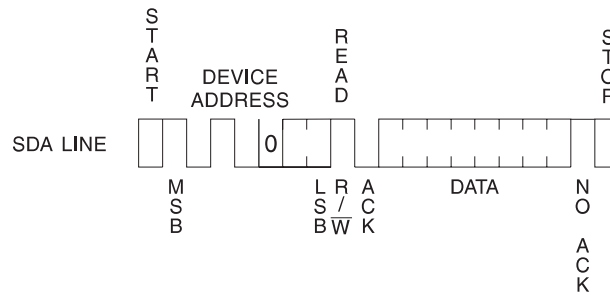 START
DEVICE
ADDRESS
READ
STOP
SDA LINE
0
MSB
LSB
R/W
ACK
DATA
NO ACK